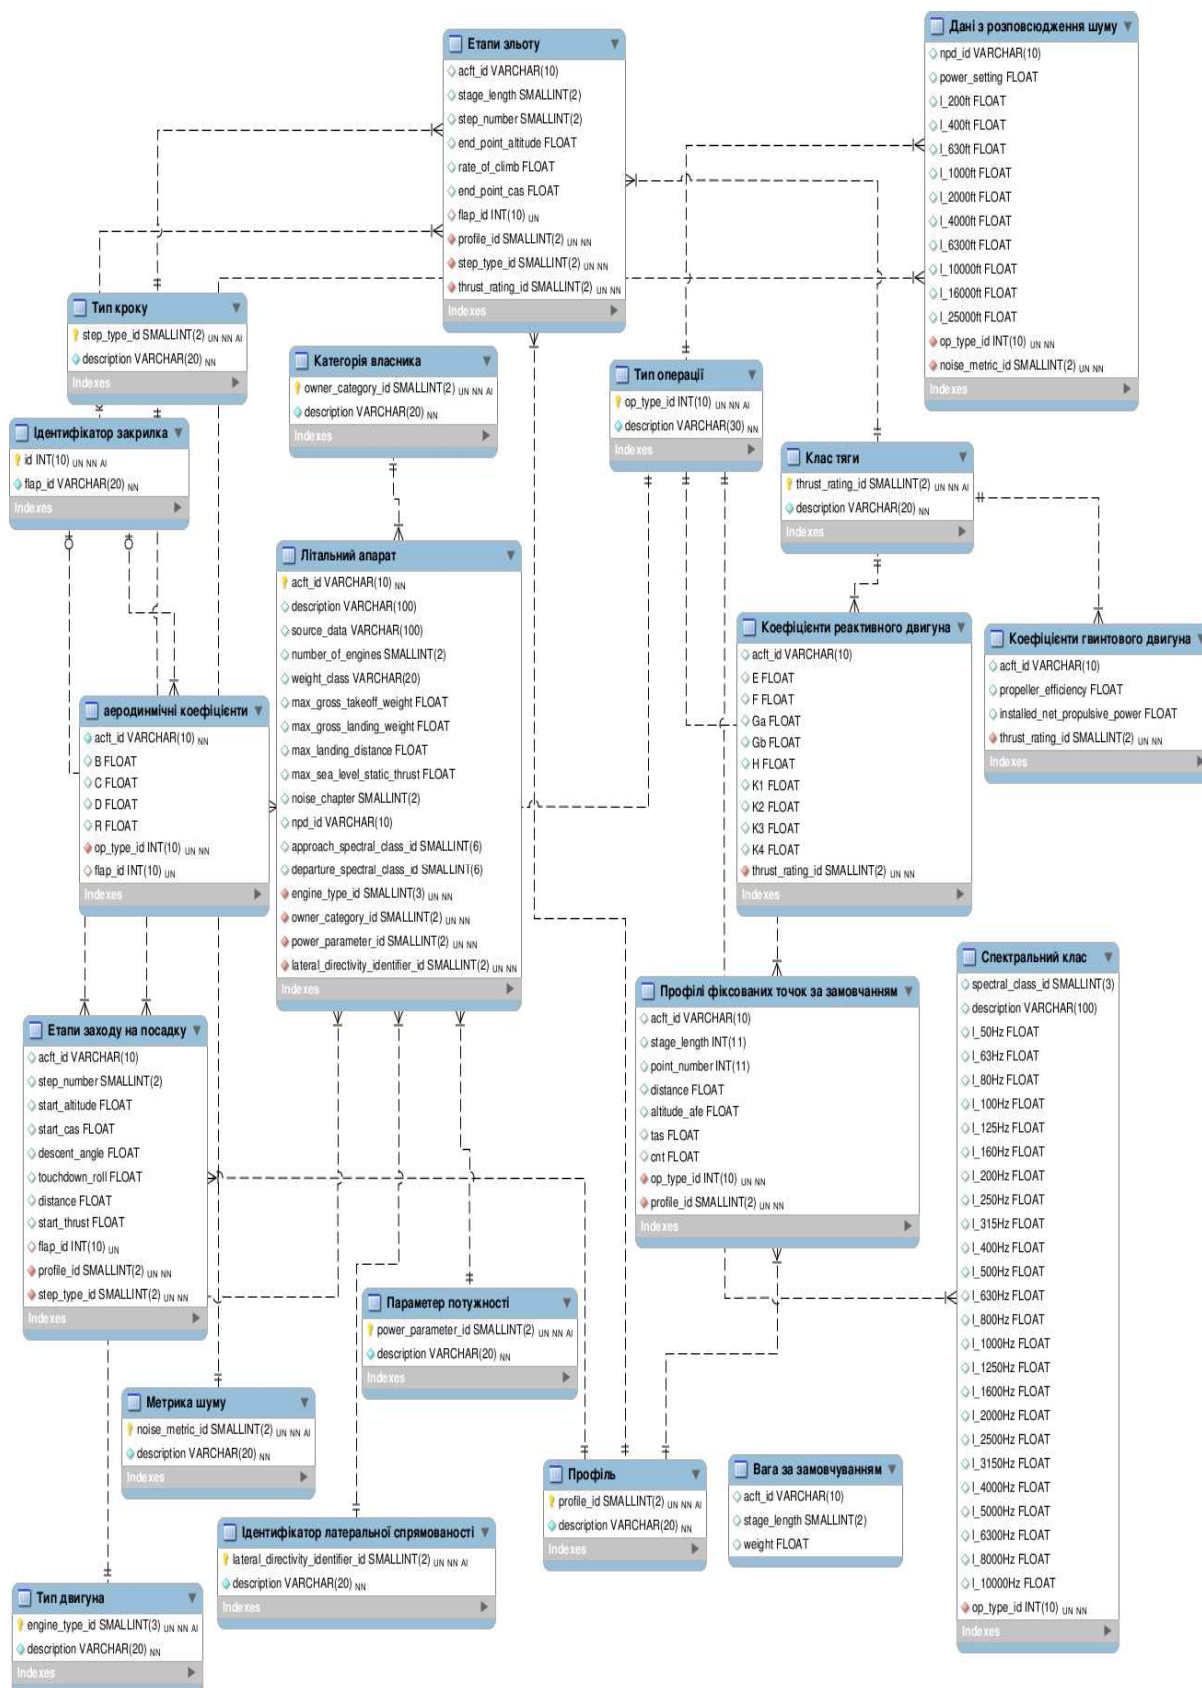 Етапи зльоту
acft_id VARCHAR(10)
stage_length SMALLINT(2)
step_number SMALLINT(2)
end_point_altitude FLOAT
rate_of_climb FLOAT
end_point_cas FLOAT
flap_id INT(10) UN
profile_id SMALLINT(2) UN NN
step_type_id SMALLINT(2) UN NN
thrust_rating_id SMALLINT(2) UN NN
Indexes
Дані з розповсюдження шуму
npd_id VARCHAR(10)
power_setting FLOAT
l_200ft FLOAT
l_400ft FLOAT
l_630ft FLOAT
l_1000ft FLOAT
l_2000ft FLOAT
l_4000ft FLOAT
l_6300ft FLOAT
l_10000ft FLOAT
l_16000ft FLOAT
l_25000ft FLOAT
op_type_id INT(10) UN NN
noise_metric_id SMALLINT(2) UN NN
Indexes
Тип кроку
step_type_id SMALLINT(2) UN NN AI
description VARCHAR(20) NN
Indexes
Категорія власника
owner_category_id SMALLINT(2) UN NN AI
description VARCHAR(20) NN
Indexes
Тип операції
op_type_id INT(10) UN NN AI
description VARCHAR(30) NN
Indexes
Ідентифікатор закрилка
id INT(10) UN NN AI
flap_id VARCHAR(20) NN
Indexes
Клас тяги
thrust_rating_id SMALLINT(2) UN NN AI
description VARCHAR(20) NN
Indexes
Літальний апарат
acft_id VARCHAR(10) NN
description VARCHAR(100)
source_data VARCHAR(100)
number_of_engines SMALLINT(2)
weight_class VARCHAR(20)
max_gross_takeoff_weight FLOAT
max_gross_landing_weight FLOAT
max_landing_distance FLOAT
max_sea_level_static_thrust FLOAT
noise_chapter SMALLINT(2)
npd_id VARCHAR(10)
approach_spectral_class_id SMALLINT(6)
departure_spectral_class_id SMALLINT(6)
engine_type_id SMALLINT(3) UN NN
owner_category_id SMALLINT(2) UN NN
power_parameter_id SMALLINT(2) UN NN
lateral_directivity_identifier_id SMALLINT(2) UN NN
Indexes
Коефіцієнти реактивного двигуна
acft_id VARCHAR(10)
E FLOAT
F FLOAT
Ga FLOAT
Gb FLOAT
H FLOAT
K1 FLOAT
K2 FLOAT
K3 FLOAT
K4 FLOAT
thrust_rating_id SMALLINT(2) UN NN
Indexes
Коефіцієнти гвинтового двигуна
acft_id VARCHAR(10)
propeller_efficiency FLOAT
installed_net_propulsive_power FLOAT
thrust_rating_id SMALLINT(2) UN NN
Indexes
аеродинмічні коефіцієнти
acft_id VARCHAR(10) NN
B FLOAT
C FLOAT
D FLOAT
R FLOAT
op_type_id INT(10) UN NN
flap_id INT(10) UN
Indexes
Етапи заходу на посадку
acft_id VARCHAR(10)
step_number SMALLINT(2)
start_altitude FLOAT
start_cas FLOAT
descent_angle FLOAT
touchdown_roll FLOAT
distance FLOAT
start_thrust FLOAT
flap_id INT(10) UN
profile_id SMALLINT(2) UN NN
step_type_id SMALLINT(2) UN NN
Indexes
Профілі фіксованих точок за замовчанням
acft_id VARCHAR(10)
stage_length INT(11)
point_number INT(11)
distance FLOAT
altitude_afe FLOAT
tas FLOAT
cnt FLOAT
op_type_id INT(10) UN NN
profile_id SMALLINT(2) UN NN
Indexes
Спектральний клас
spectral_class_id SMALLINT(3)
description VARCHAR(100)
l_50Hz FLOAT
l_63Hz FLOAT
l_80Hz FLOAT
l_100Hz FLOAT
l_125Hz FLOAT
l_160Hz FLOAT
l_200Hz FLOAT
l_250Hz FLOAT
l_315Hz FLOAT
l_400Hz FLOAT
l_500Hz FLOAT
l_630Hz FLOAT
l_800Hz FLOAT
l_1000Hz FLOAT
l_1250Hz FLOAT
l_1600Hz FLOAT
l_2000Hz FLOAT
l_2500Hz FLOAT
l_3150Hz FLOAT
l_4000Hz FLOAT
l_5000Hz FLOAT
l_6300Hz FLOAT
l_8000Hz FLOAT
l_10000Hz FLOAT
op_type_id INT(10) UN NN
Indexes
Параметер потужності
power_parameter_id SMALLINT(2) UN NN AI
description VARCHAR(20) NN
Indexes
Метрика шуму
noise_metric_id SMALLINT(2) UN NN AI
description VARCHAR(20) NN
Indexes
Профіль
profile_id SMALLINT(2) UN NN AI
description VARCHAR(20) NN
Indexes
Вага за замовчуванням
acft_id VARCHAR(10)
stage_length SMALLINT(2)
weight FLOAT
Indexes
Ідентифікатор латеральної спрямованості
lateral_directivity_identifier_id SMALLINT(2) UN NN AI
description VARCHAR(20) NN
Indexes
Тип двигуна
engine_type_id SMALLINT(3) UN NN AI
description VARCHAR(20) NN
Indexes